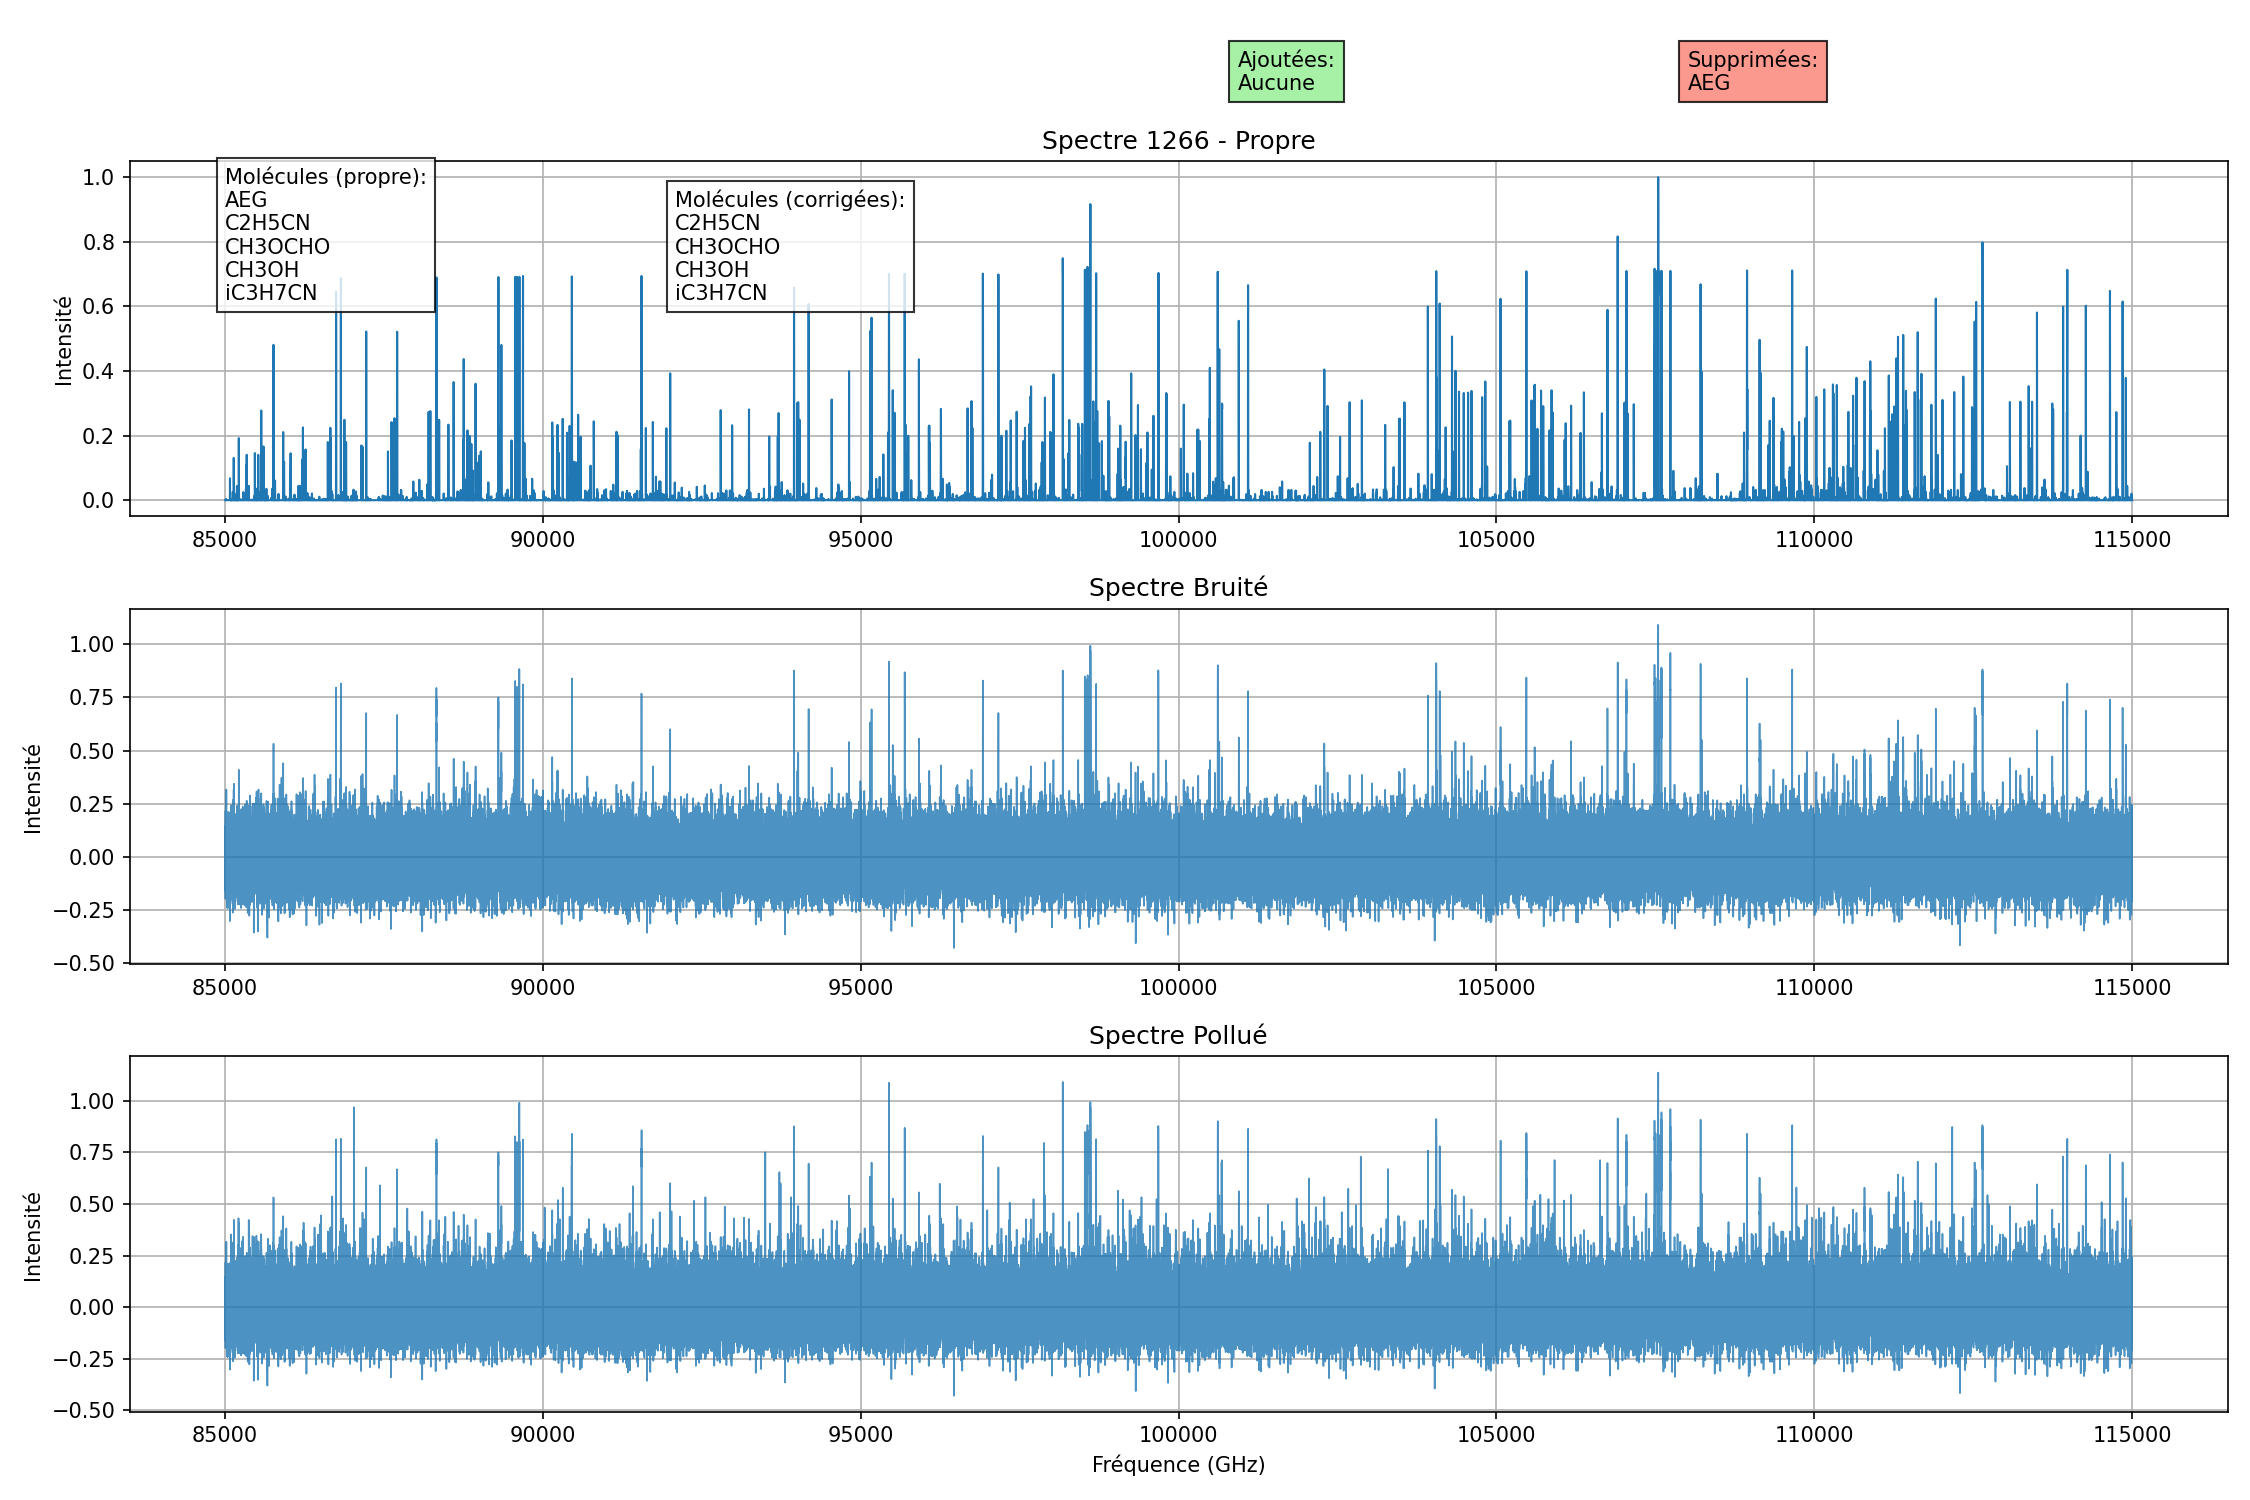 Ajoutées:
Aucune
Supprimées:
AEG
Spectre 1266 - Propre
Molécules (propre):
AEG
C2H5CN
CH3OCHO
CH3OH
iC3H7CN
Molécules (corrigées):
C2H5CN
CH3OCHO
CH3OH
iC3H7CN
Intensité
1.0
0.8
0.6
0.4
0.2
0.0
85000 90000 95000 100000 105000 110000 115000
Spectre Bruité
Intensité
1.00
0.75
0.50
0.25
0.00
−0.25
−0.50
85000 90000 95000 100000 105000 110000 115000
Spectre Pollué
Intensité
1.00
0.75
0.50
0.25
0.00
−0.25
−0.50
85000 90000 95000 100000 105000 110000 115000
Fréquence (GHz)